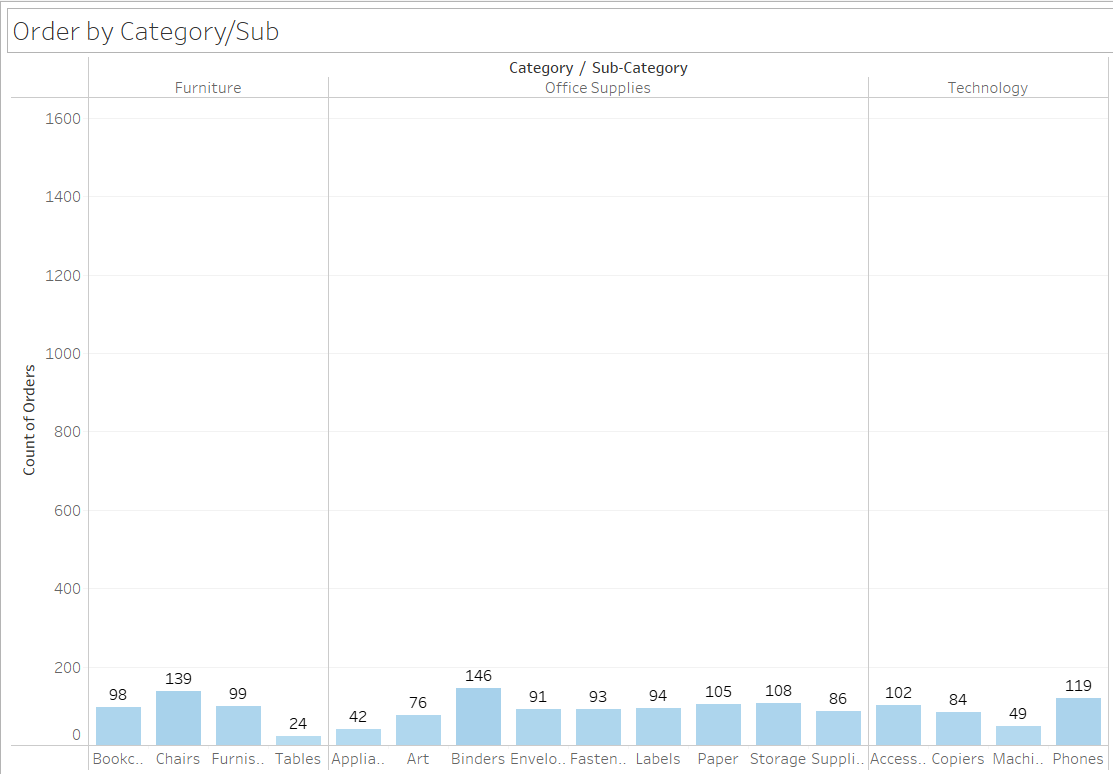 Order by Category/Sub
Category / Sub-Category
Furniture Office Supplies Technology
1600
1400
1200
1000
800
600
400
200
0
Count of Orders
98 139 99 24 42 76 146 91 93 94 105 108 86 102 84 49 119
Bookc.. Chairs Furnis.. Tables Applia.. Art Binders Envelo.. Fasten.. Labels Paper Storage Suppli.. Access.. Copiers Machi.. Phones